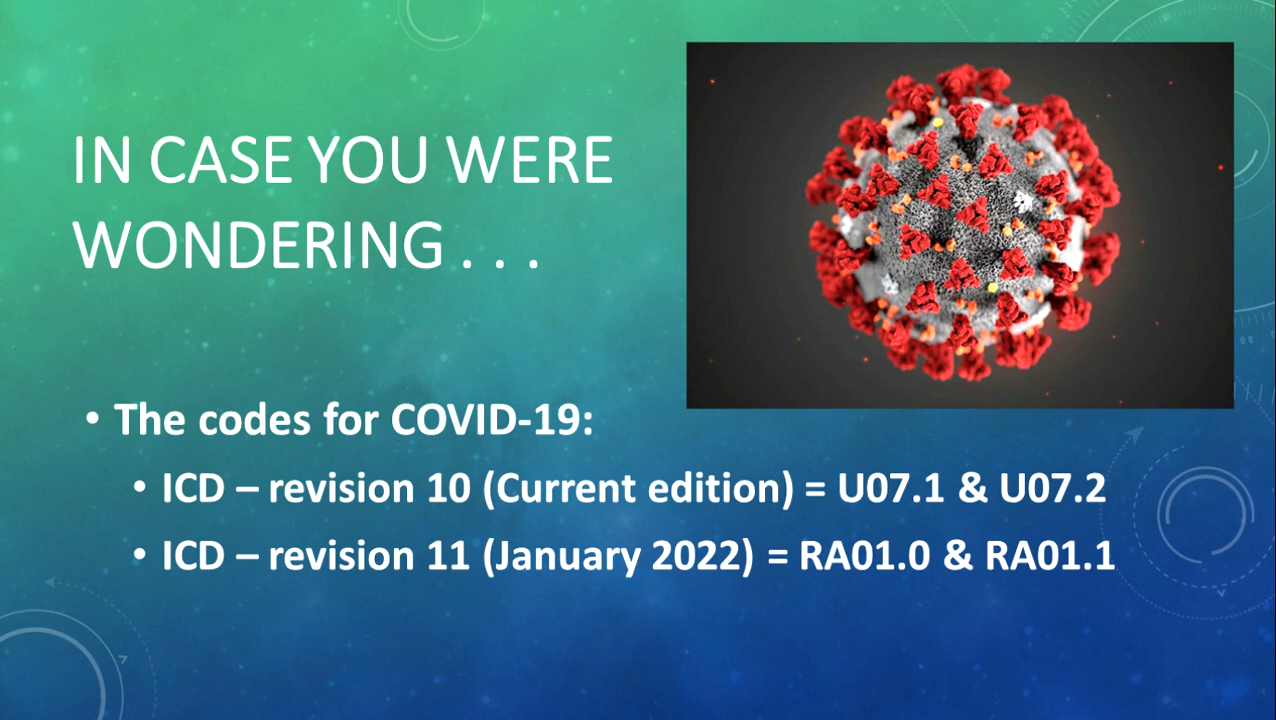 IN CASE YOU WERE
WONDERING . . .
• The codes for COVID-19:
• ICD – revision 10 (Current edition) = U07.1 & U07.2
• ICD – revision 11 (January 2022) = RA01.0 & RA01.1